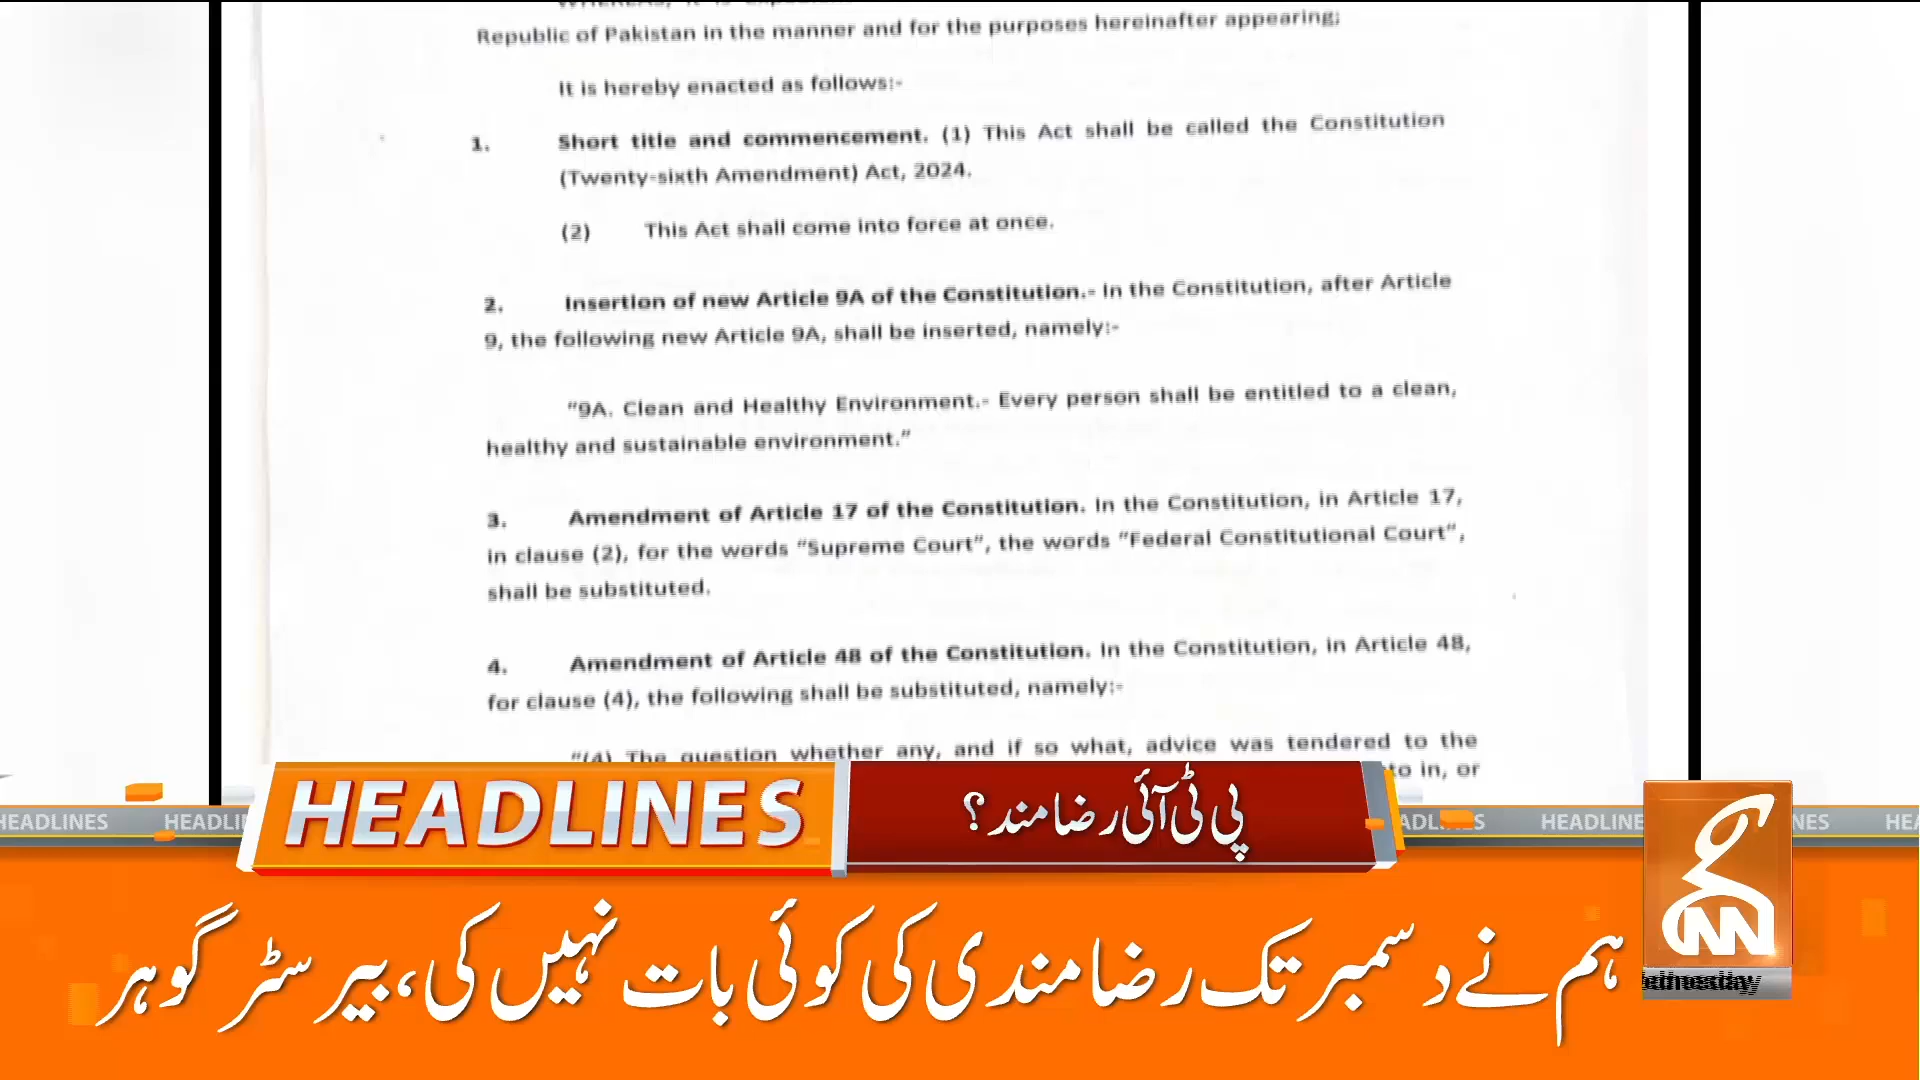 Republic of Pakistan in the manner and for the purposes hereinafter appearing;
It is hereby enacted as follows:-
1. Short title and commencement. (1) This Act shall be called the Constitution
(Twenty-sixth Amendment) Act, 2024.
(2) This Act shall come into force at once.
2. Insertion of new Article 9A of the Constitution.- In the Constitution, after Article
9, the following new Article 9A, shall be inserted, namely:-
"9A. Clean and Healthy Environment.- Every person shall be entitled to a clean,
healthy and sustainable environment."
3. Amendment of Article 17 of the Constitution. In the Constitution, in Article 17,
in clause (2), for the words "Supreme Court", the words "Federal Constitutional Court",
shall be substituted.
4. Amendment of Article 48 of the Constitution. In the Constitution, in Article 48,
for clause (4), the following shall be substituted, namely:-
"(4) The question whether any, and if so what, advice was tendered to the
to in, or
HEADLINES
پی ٹی آئی رضا مند؟
HEADLINES
HEADLINES
ہم نے دسمبر تک رضا مندی کی کوئی بات نہیں کی، بیرسٹر گوہر
GNN